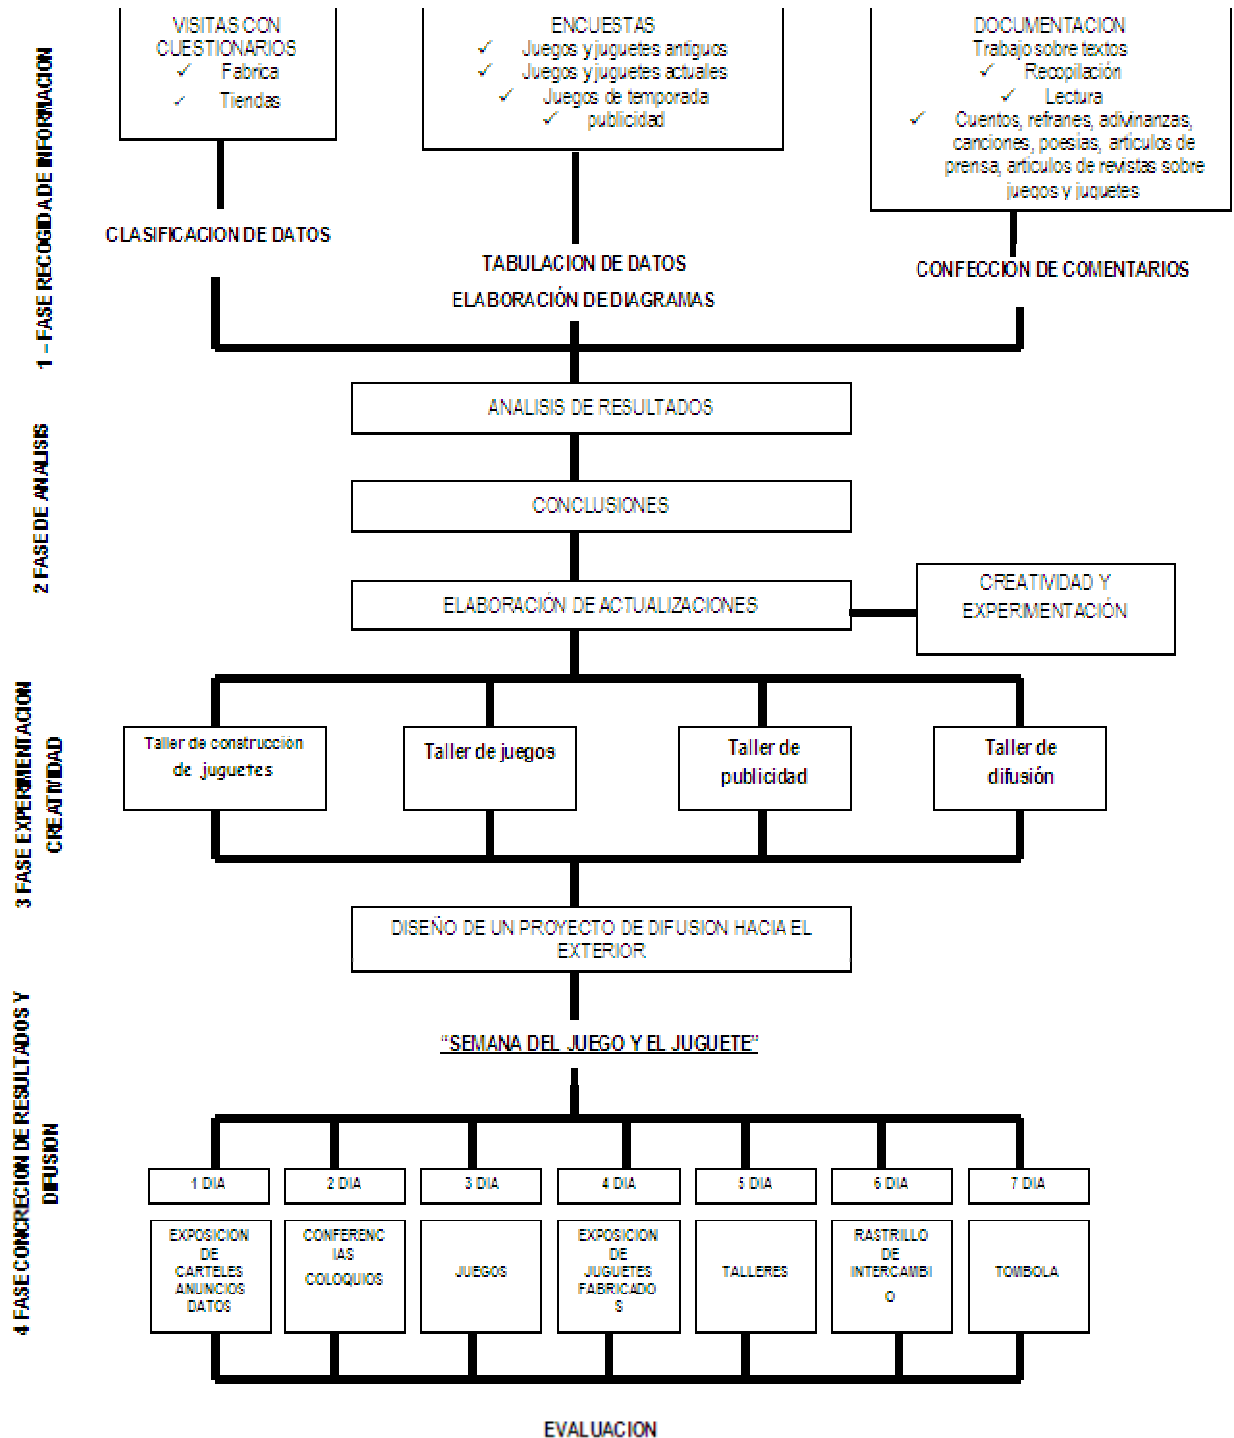 1 – FASE RECOGIDA DE INFORMACION
VISITAS CON
CUESTIONARIOS
✓ Fabrica
✓ Tiendas
ENCUESTAS
✓ Juegos y juguetes antiguos
✓ Juegos y juguetes actuales
✓ Juegos de temporada
✓ publicidad
DOCUMENTACION
Trabajo sobre textos
✓ Recopilación
✓ Lectura
✓ Cuentos, refranes, adivinanzas,
canciones, poesías, artículos de
prensa, artículos de revistas sobre
juegos y juguetes
CLASIFICACION DE DATOS
TABULACION DE DATOS
ELABORACIÓN DE DIAGRAMAS
CONFECCION DE COMENTARIOS
2 FASE DE ANALISIS
ANALISIS DE RESULTADOS
CONCLUSIONES
ELABORACIÓN DE ACTUALIZACIONES
CREATIVIDAD Y
EXPERIMENTACIÓN
3 FASE EXPERIMENTACION
CREATIVIDAD
Taller de construccion
de juguetes
Taller de juegos
Taller de
publicidad
Taller de
difusión
DISEÑO DE UN PROYECTO DE DIFUSION HACIA EL
EXTERIOR
4 FASE CONCRECION DE RESULTADOS Y
DIFUSION
“SEMANA DEL JUEGO Y EL JUGUETE”
1 DIA
2 DIA
3 DIA
4 DIA
5 DIA
6 DIA
7 DIA
EXPOSICION
DE
CARTELES
ANUNCIOS
DATOS
CONFERENC
IAS
COLOQUIOS
JUEGOS
EXPOSICION
DE
JUGUETES
FABRICADO
S
TALLERES
RASTRILLO
DE
INTERCAMBI
O
TOMBOLA
EVALUACION